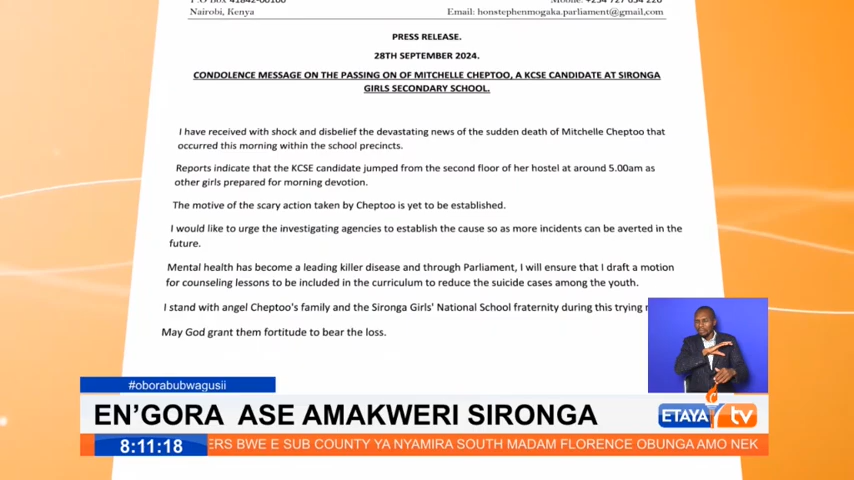 Nairobi, Kenya
Email: honstephenmogaka.parliament@gmail,com
PRESS RELEASE.
28TH SEPTEMBER 2024.
CONDOLENCE MESSAGE ON THE PASSING ON OF MITCHELLE CHEPTOO, A KCSE CANDIDATE AT SIRONGA
GIRLS SECONDARY SCHOOL.
I have received with shock and disbelief the devastating news of the sudden death of Mitchelle Cheptoo that
occurred this morning within the school precincts.
Reports indicate that the KCSE candidate jumped from the second floor of her hostel at around 5.00am as
other girls prepared for morning devotion.
The motive of the scary action taken by Cheptoo is yet to be established.
I would like to urge the investigating agencies to establish the cause so as more incidents can be averted in the
future.
Mental health has become a leading killer disease and through Parliament, I will ensure that I draft a motion
for counseling lessons to be included in the curriculum to reduce the suicide cases among the youth.
I stand with angel Cheptoo's family and the Sironga Girls' National School fraternity during this trying
May God grant them fortitude to bear the loss.
#oborabubwagusii
EN'GORA ASE AMAKWERI SIRONGA
ETAYA tv
8:11:18
ERS BWE E SUB COUNTY YA NYAMIRA SOUTH MADAM FLORENCE OBUNGA AMO NEK